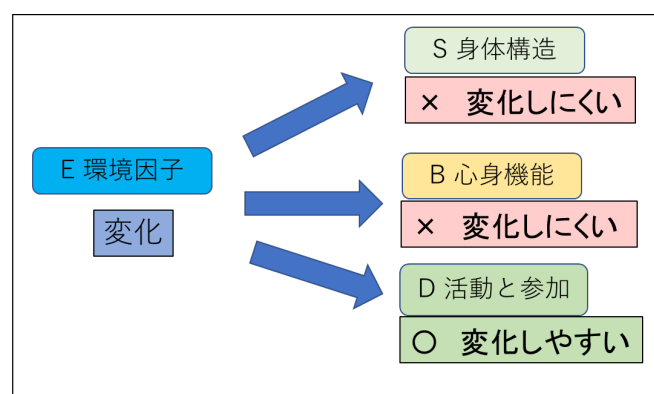 E 環境因子
変化
S 身体構造
× 変化しにくい
B 心身機能
× 変化しにくい
D 活動と参加
〇 変化しやすい